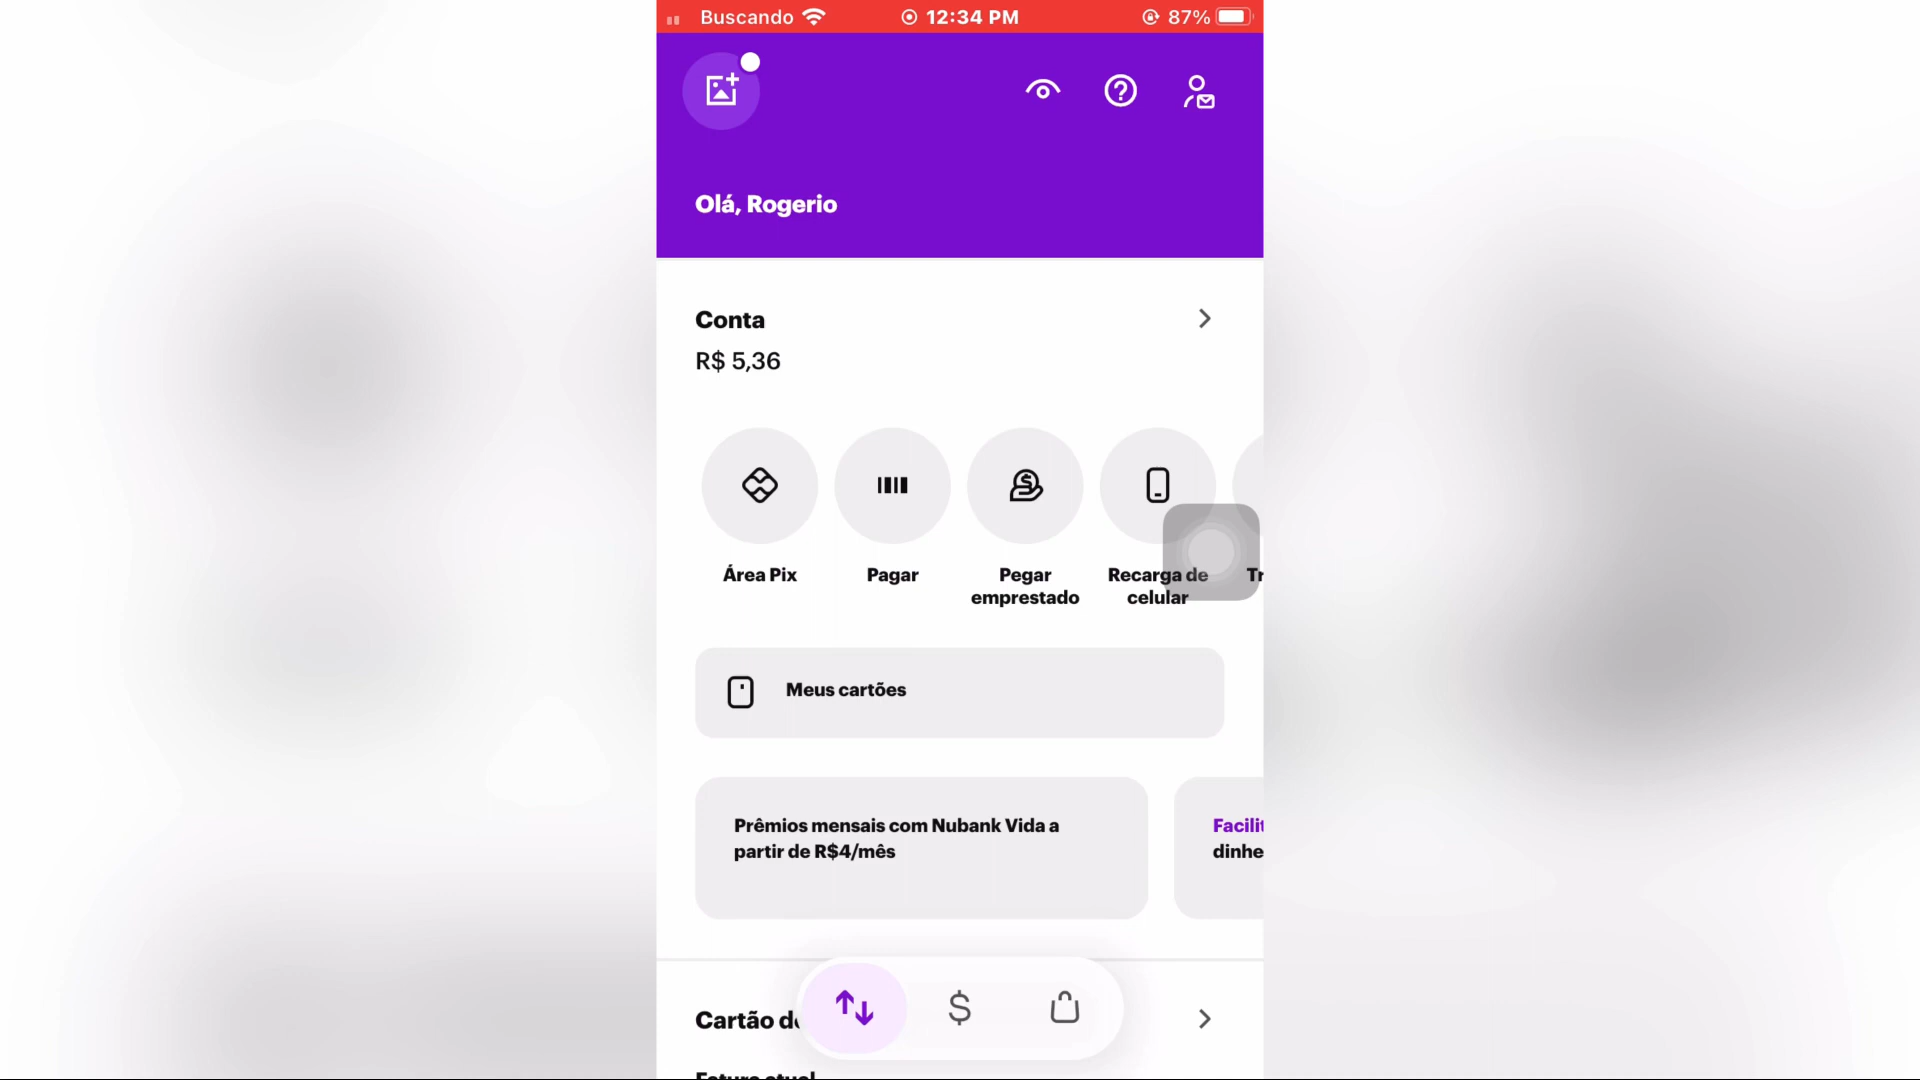 Buscando 12:34 PM 87%
Olá, Rogerio
Conta
R$ 5,36
Área Pix Pagar Pegar emprestado Recarga de celular
Meus cartões
Prêmios mensais com Nubank Vida a
partir de R$4/mês
Cartão